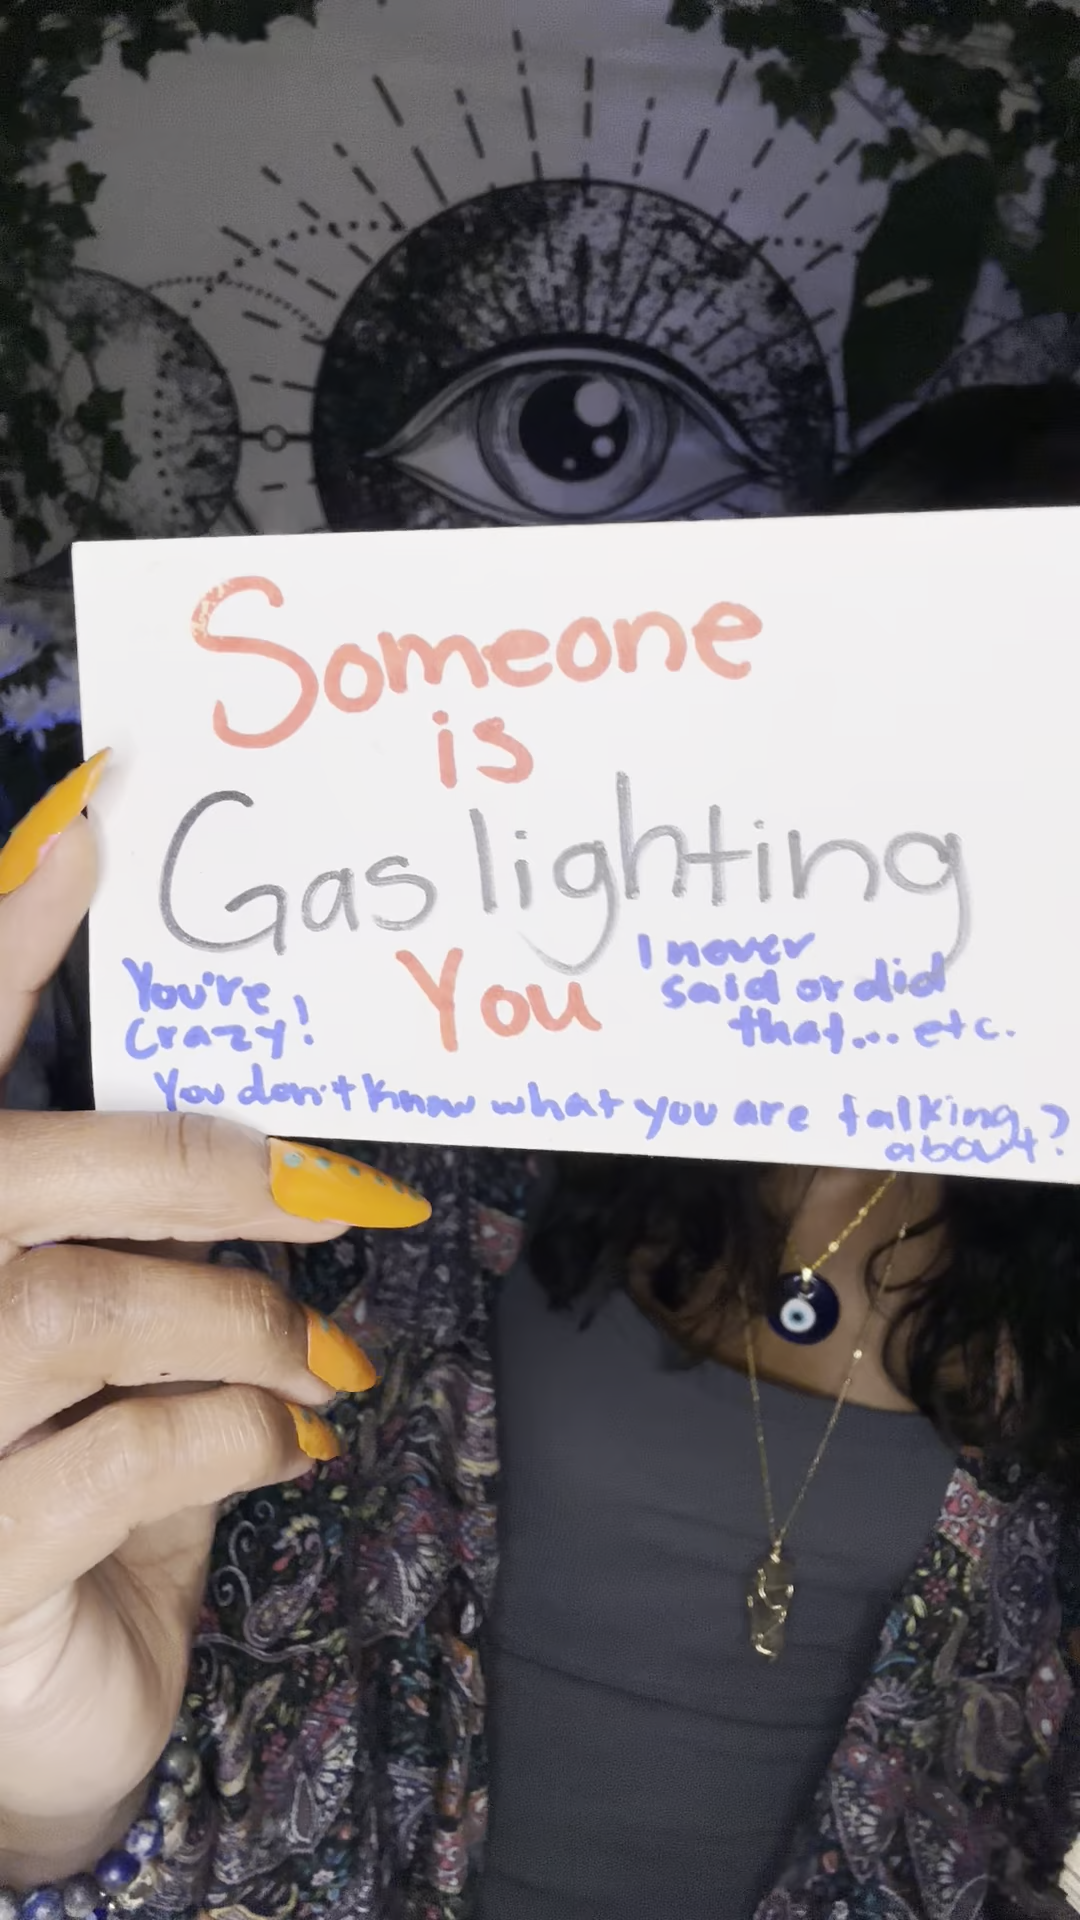 Someone
is
Gaslighting
You
You're
Crazy!
I never
said or did
that... etc.
You don't know what you are talking
about?